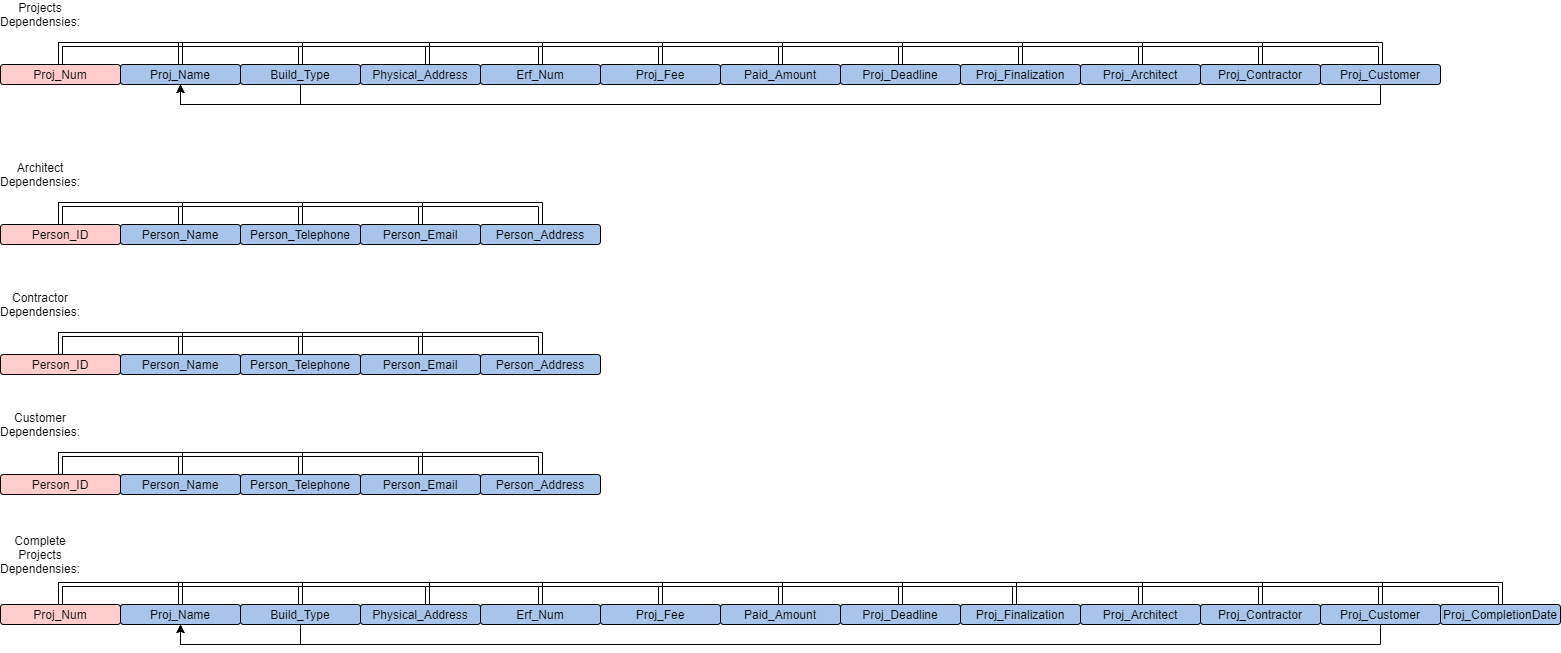 Projects
Dependensies:
Proj_Num Proj_Name Build_Type Physical_Address Erf_Num Proj_Fee Paid_Amount Proj_Deadline Proj_Finalization Proj_Architect Proj_Contractor Proj_Customer
Architect
Dependensies:
Person_ID Person_Name Person_Telephone Person_Email Person_Address
Contractor
Dependensies:
Person_ID Person_Name Person_Telephone Person_Email Person_Address
Customer
Dependensies:
Person_ID Person_Name Person_Telephone Person_Email Person_Address
Complete
Projects
Dependensies:
Proj_Num Proj_Name Build_Type Physical_Address Erf_Num Proj_Fee Paid_Amount Proj_Deadline Proj_Finalization Proj_Architect Proj_Contractor Proj_Customer Proj_CompletionDate